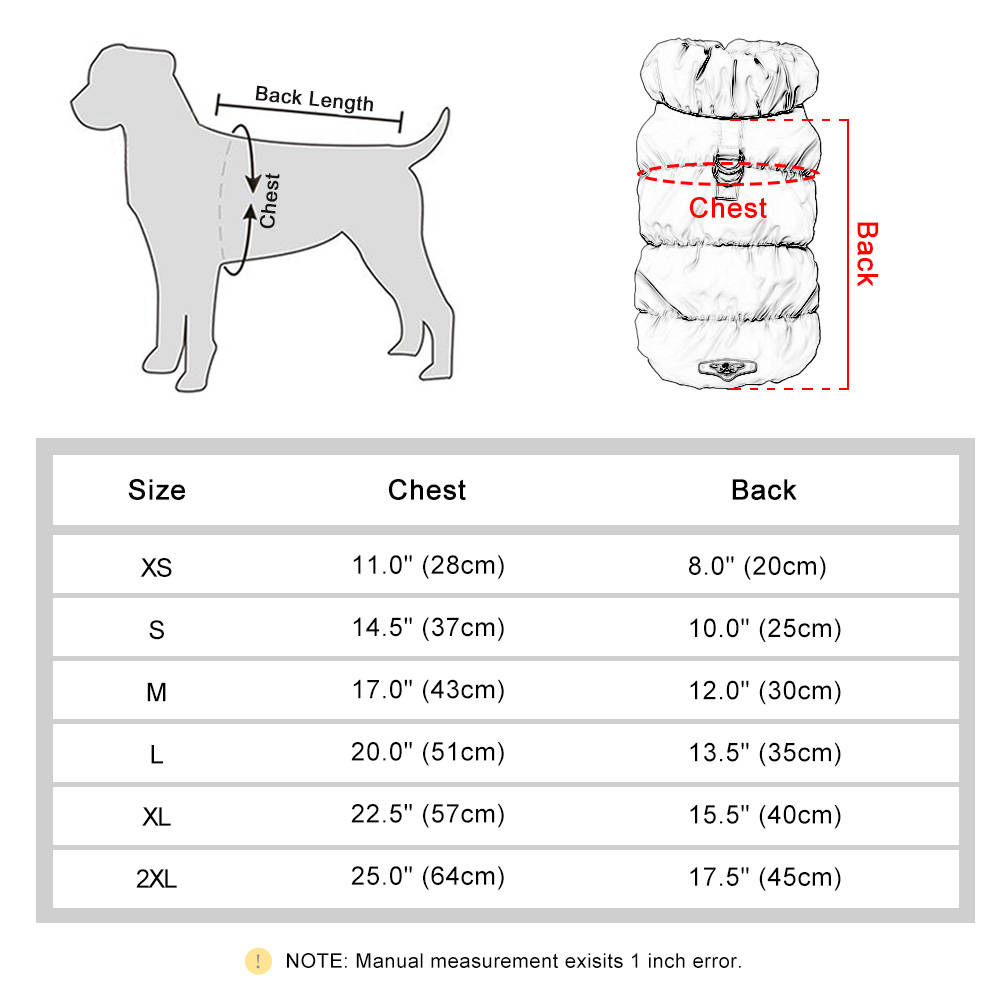 Back Length
Chest
Chest
Back
Size Chest Back
XS 11.0" (28cm) 8.0" (20cm)
S 14.5" (37cm) 10.0" (25cm)
M 17.0" (43cm) 12.0" (30cm)
L 20.0" (51cm) 13.5" (35cm)
XL 22.5" (57cm) 15.5" (40cm)
2XL 25.0" (64cm) 17.5" (45cm)
! NOTE: Manual measurement exisits 1 inch error.